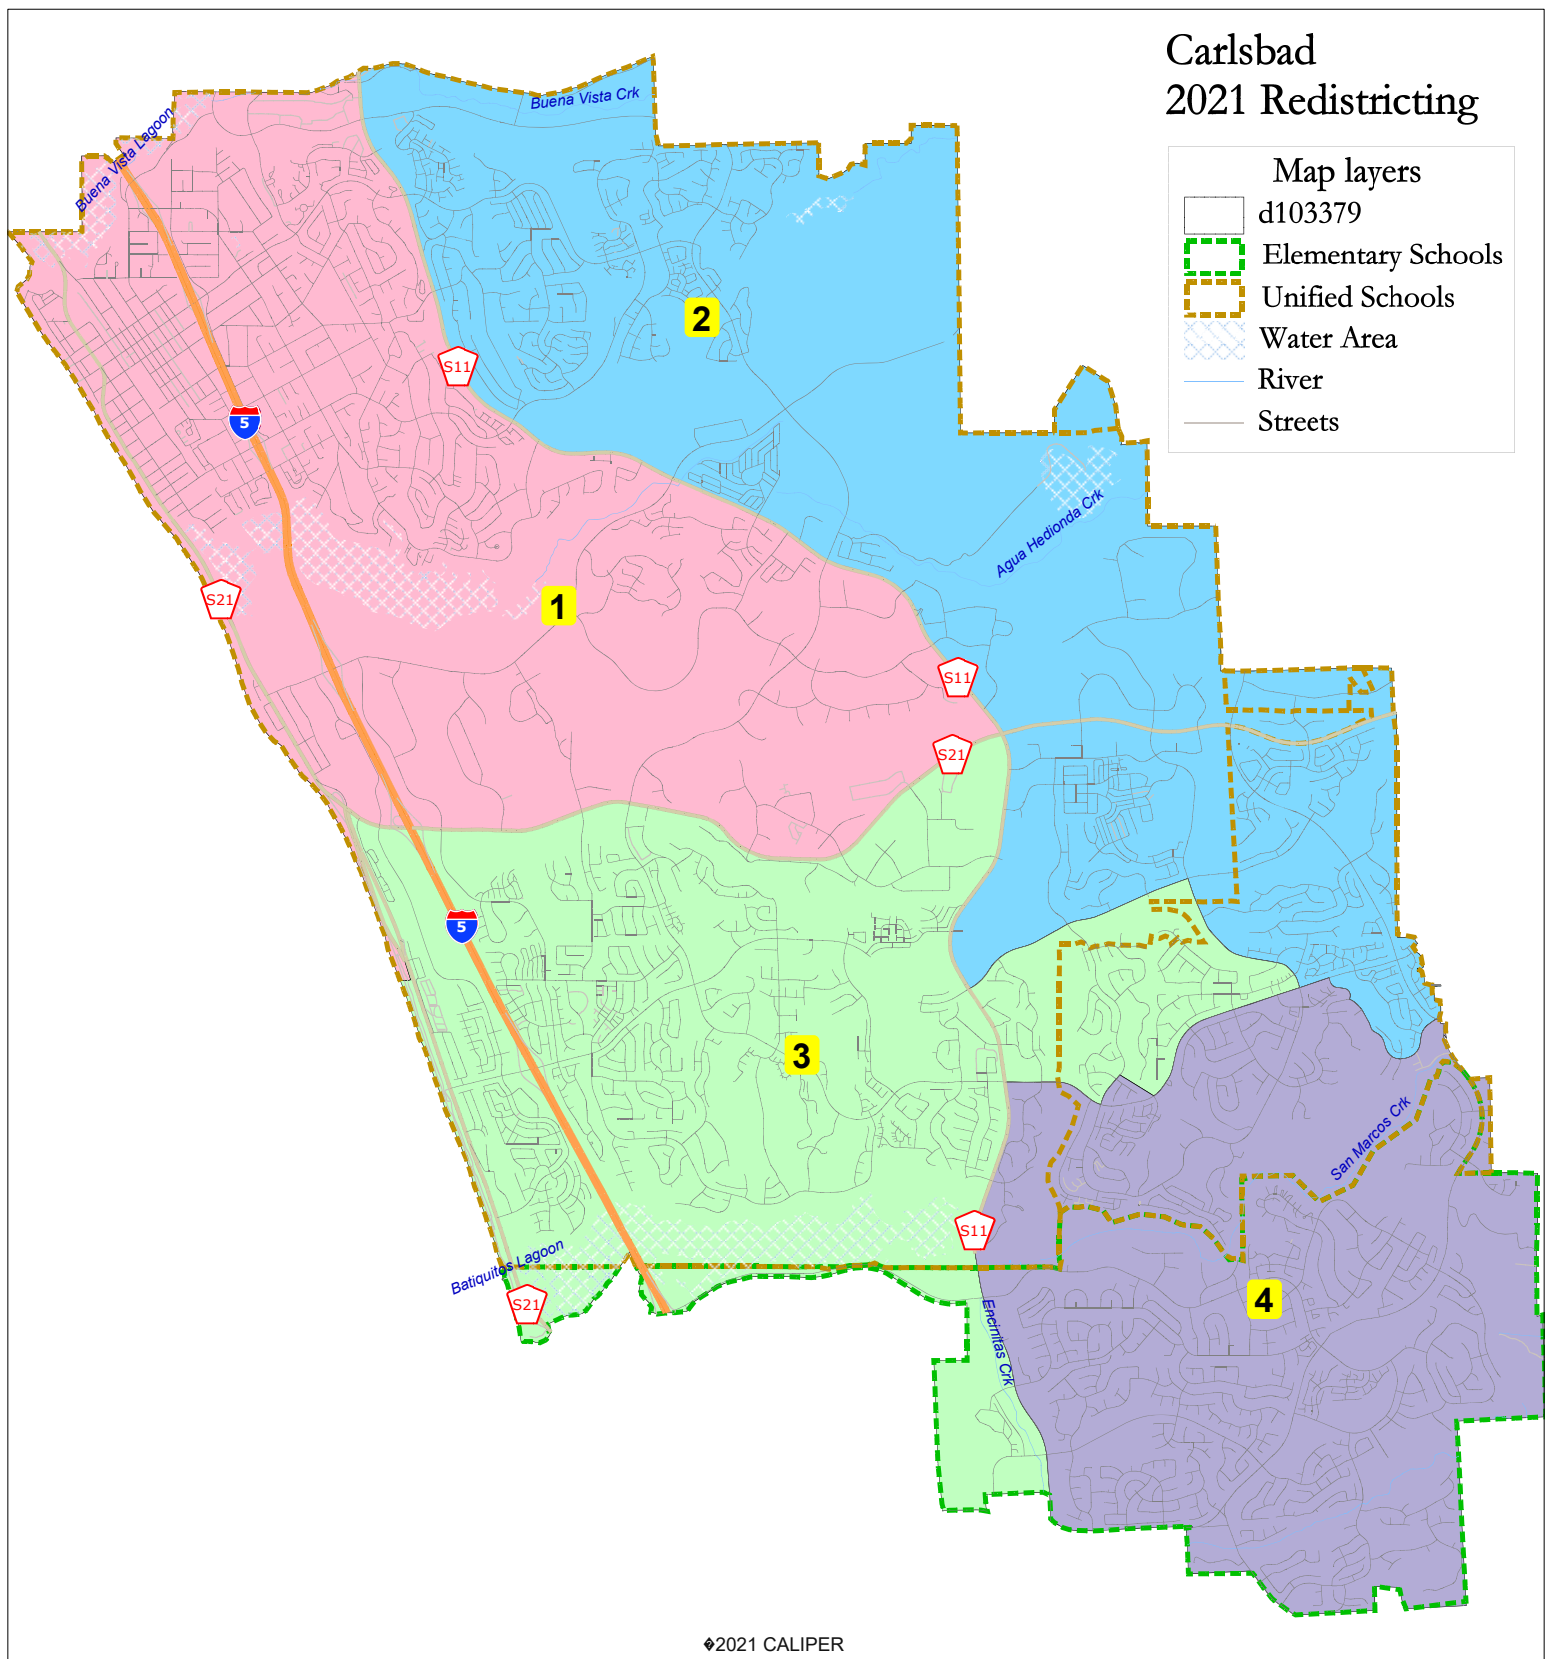 Carlsbad
2021 Redistricting
Map layers
d103379
Elementary Schools
Unified Schools
Water Area
River
Streets
Buena Vista Crk
Buena Vista Lagoon
2
S11
5
Agua Hedionda Crk
S21
1
S11
S21
5
3
San Marcos Crk
S11
Batiquitos Lagoon
S21
Encinitas Crk
4
�2021 CALIPER